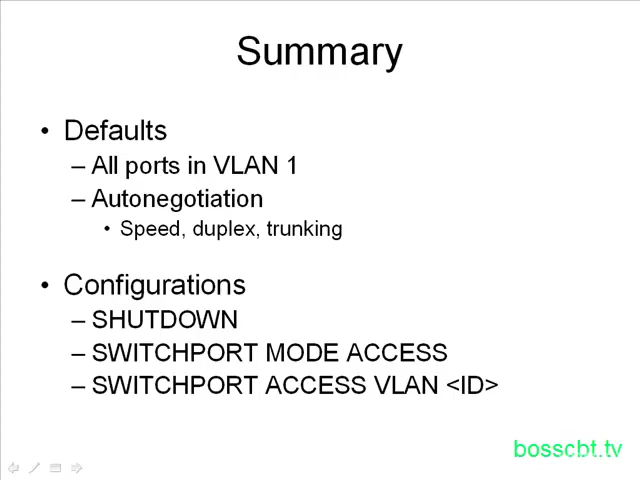 Summary
• Defaults
– All ports in VLAN 1
– Autonegotiation
• Speed, duplex, trunking
• Configurations
– SHUTDOWN
– SWITCHPORT MODE ACCESS
– SWITCHPORT ACCESS VLAN <ID>
bosscbt.tv